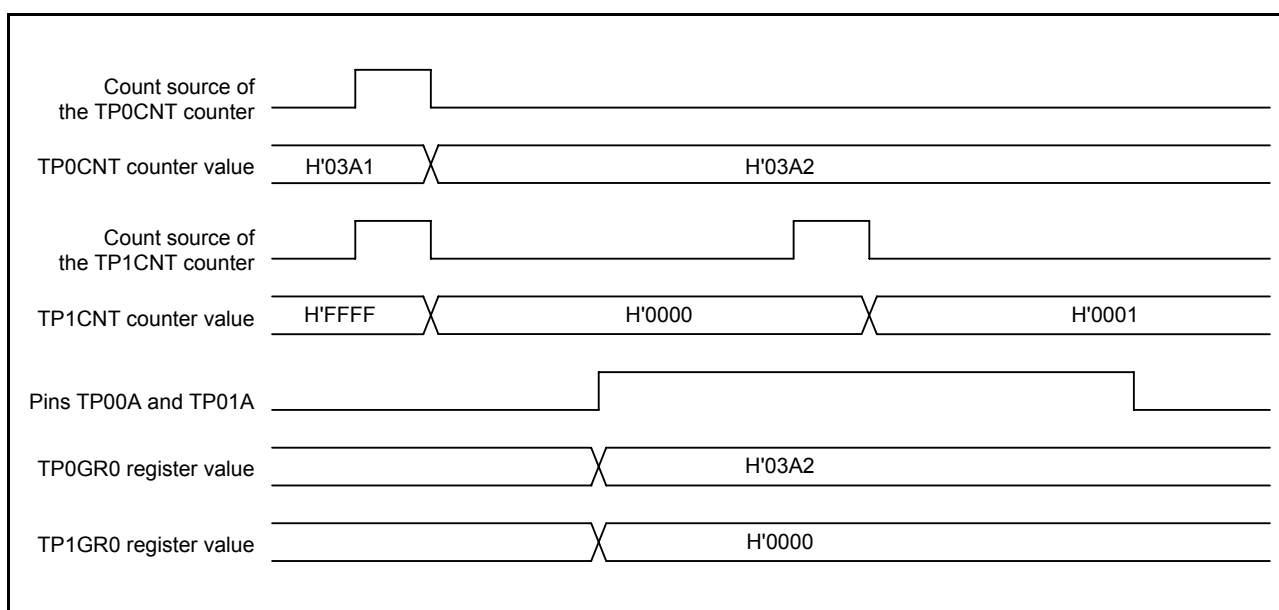 Count source of
the TP0CNT counter
TP0CNT counter value
H'03A1
H'03A2
Count source of
the TP1CNT counter
TP1CNT counter value
H'FFFF
H'0000
H'0001
Pins TP00A and TP01A
TP0GR0 register value
H'03A2
TP1GR0 register value
H'0000